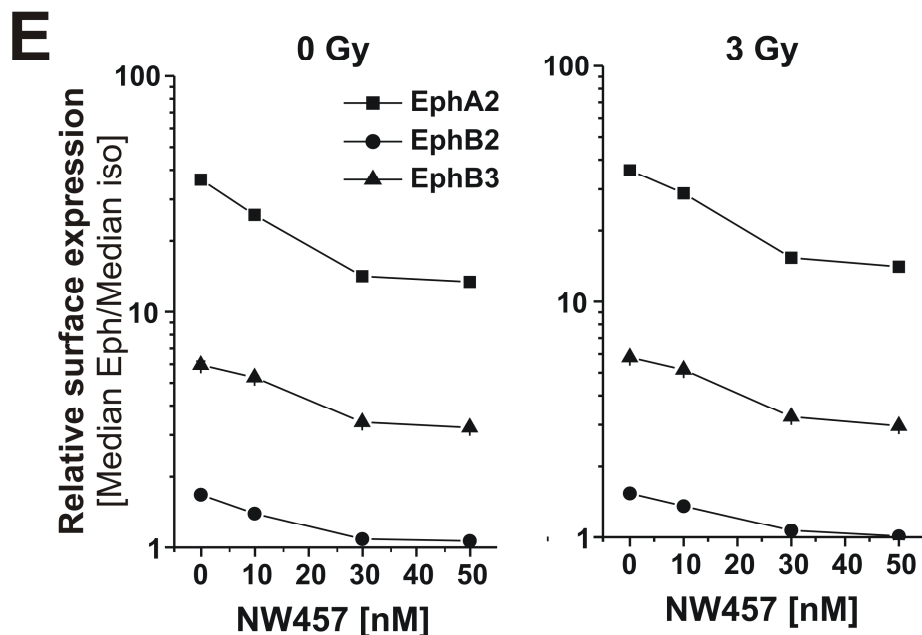 E
0 Gy
3 Gy
Relative surface expression
[Median Eph/Median iso]
100
10
1
EphA2
EphB2
EphB3
0 10 20 30 40 50
NW457 [nM]
100
10
1
0 10 20 30 40 50
NW457 [nM]